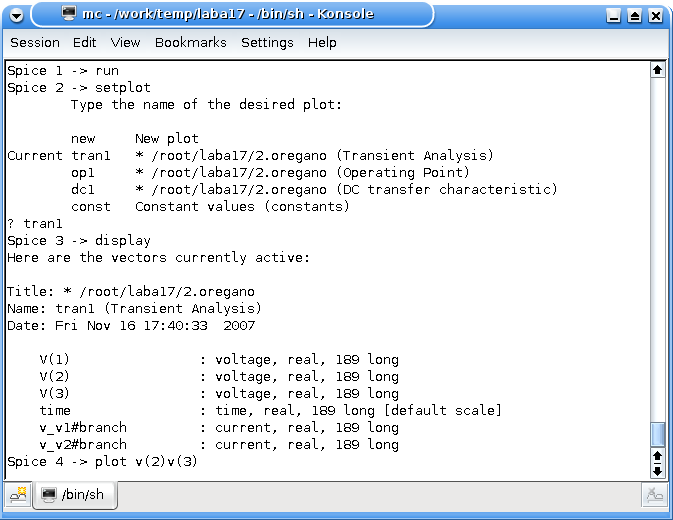 mc - /work/temp/laba17 - /bin/sh - Konsole
Session Edit View Bookmarks Settings Help
Spice 1 -> run
Spice 2 -> setplot
Type the name of the desired plot:
new New plot
Current tran1 * /root/laba17/2.oregano (Transient Analysis)
op1 * /root/laba17/2.oregano (Operating Point)
dc1 * /root/laba17/2.oregano (DC transfer characteristic)
const Constant values (constants)
? tran1
Spice 3 -> display
Here are the vectors currently active:
Title: * /root/laba17/2.oregano
Name: tran1 (Transient Analysis)
Date: Fri Nov 16 17:40:33 2007
V(1) : voltage, real, 189 long
V(2) : voltage, real, 189 long
V(3) : voltage, real, 189 long
time : time, real, 189 long [default scale]
v_v1#branch : current, real, 189 long
v_v2#branch : current, real, 189 long
Spice 4 -> plot v(2)v(3)
/bin/sh